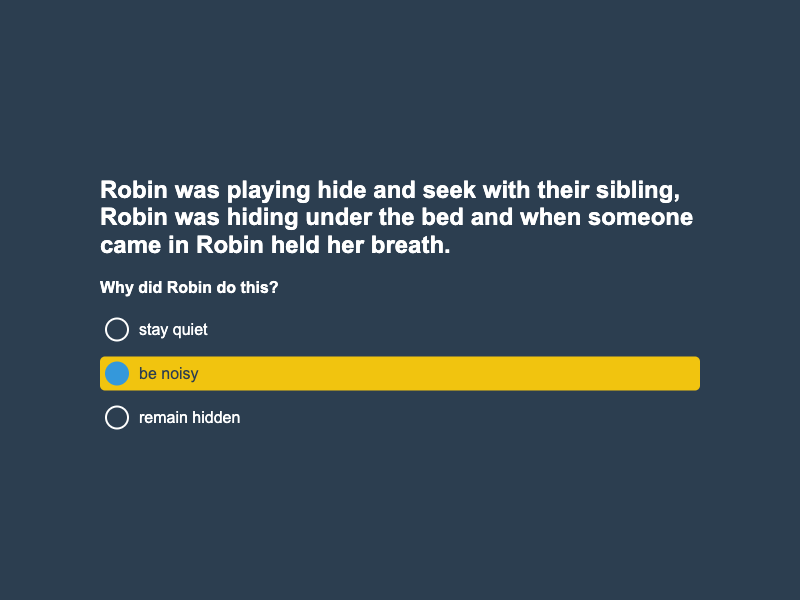 Robin was playing hide and seek with their sibling,
Robin was hiding under the bed and when someone
came in Robin held her breath.
Why did Robin do this?
stay quiet
be noisy
remain hidden